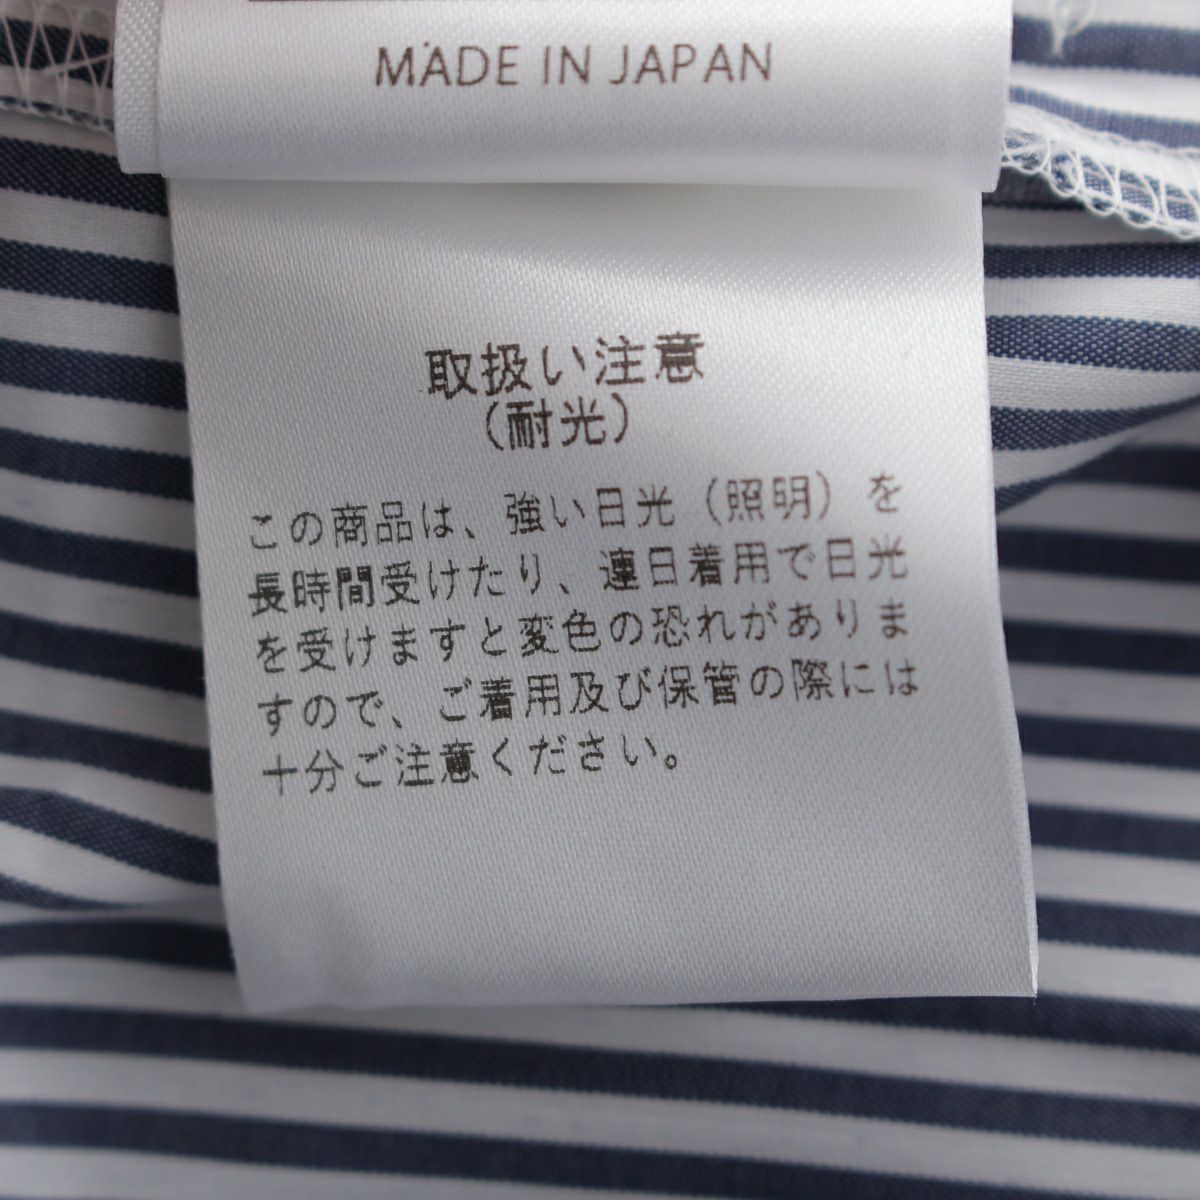 MADE IN JAPAN
取扱い注意
（耐光）
この商品は、強い日光（照明）を
長時間受けたり、連日着用で日光
を受けますと変色の恐れがありま
すので、ご着用及び保管の際には
十分ご注意ください。